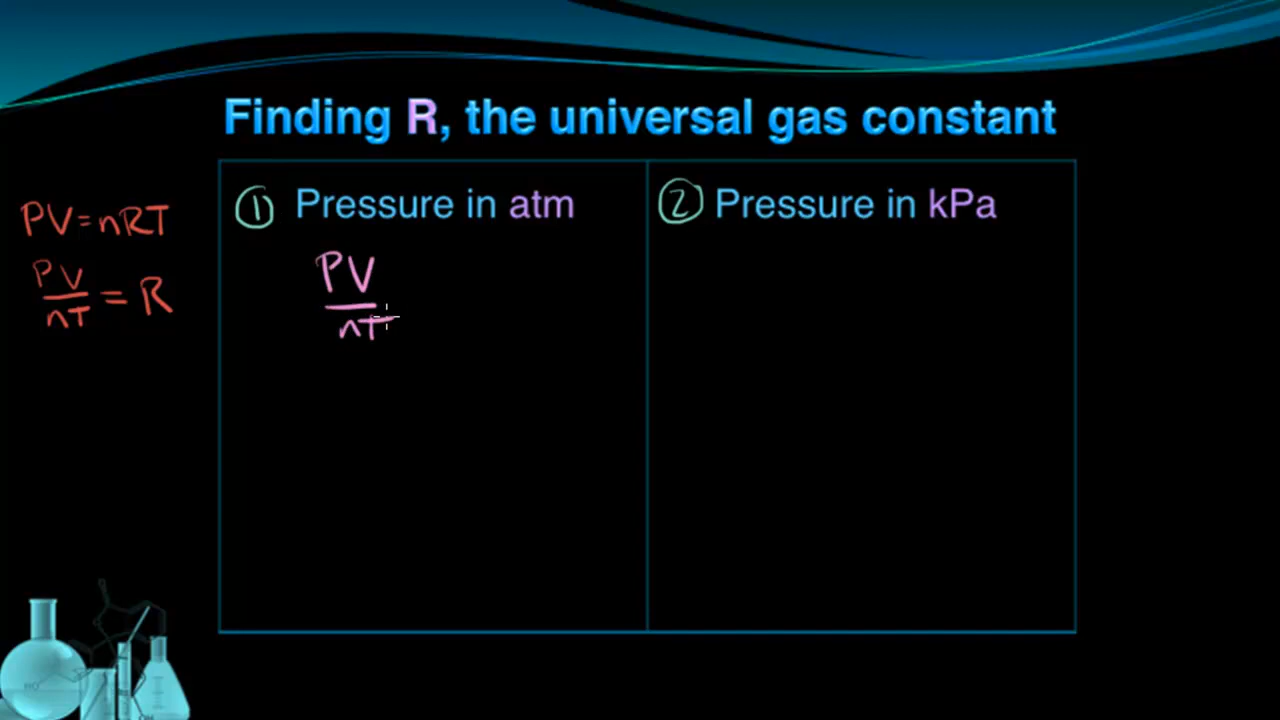 Finding R, the universal gas constant
PV=nRT
PV
nT
= R
① Pressure in atm
PV
nT
② Pressure in kPa